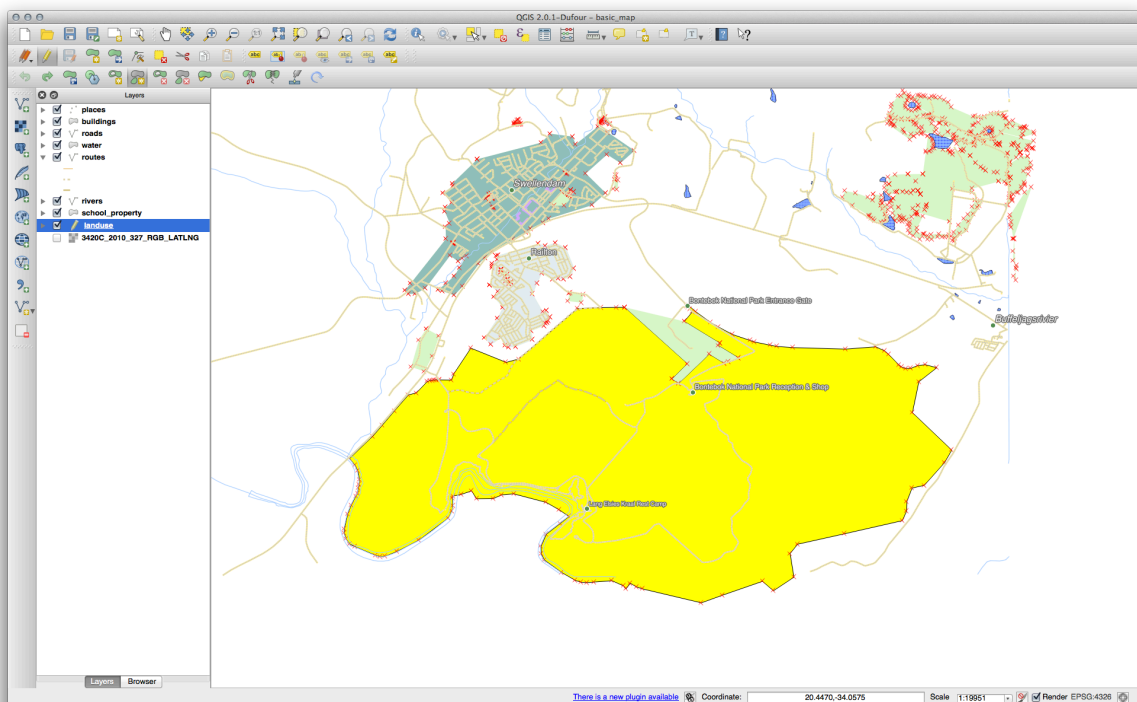 QGIS 2.0.1-Dufour - basic_map
Layers
places
buildings
roads
water
routes
rivers
school_property
landuse
3420C_2010_327_RGB_LATLNG
Swellendam
Railton
Bontebok National Park Entrance Gate
Buffeljagsrivier
Bontebok National Park Reception & Shop
Lang Elsies Kraal Rest Camp
Layers
Browser
There is a new plugin available
Coordinate:
20.4470,-34.0575
Scale
1:19951
Render
EPSG:4326